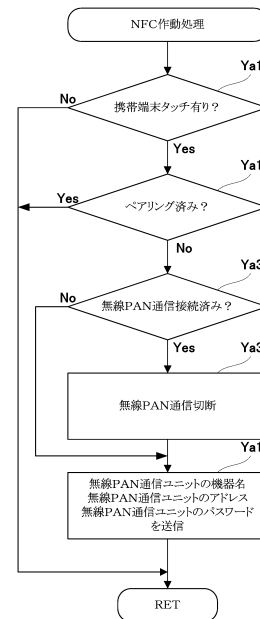 NFC作動処理
Ya1
携帯端末タッチ有り？
No
Yes
Ya1
ペアリング済み？
Yes
No
Ya3
無線PAN通信接続済み？
No
Yes
Ya3
無線PAN通信切断
Ya1
無線PAN通信ユニットの機器名
無線PAN通信ユニットのアドレス
無線PAN通信ユニットのパスワード
を送信
RET